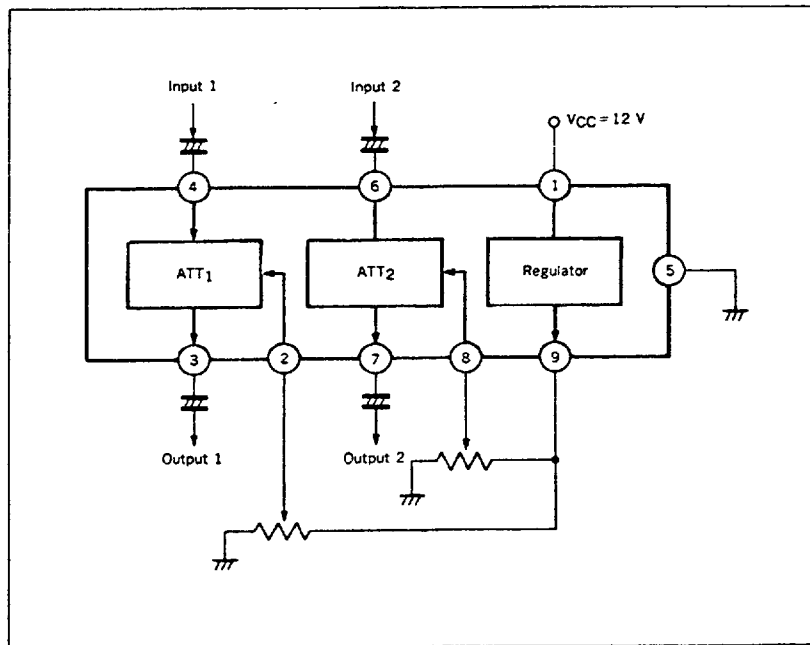 Input 1
Input 2
VCC = 12 V
4
6
1
ATT1
ATT2
Regulator
5
3
2
7
8
9
Output 1
Output 2